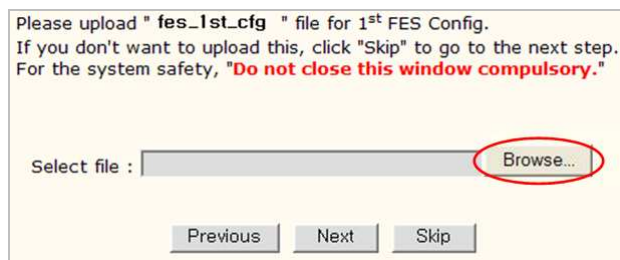 Please upload " fes_1st_cfg " file for 1st FES Config.
If you don't want to upload this, click "Skip" to go to the next step.
For the system safety, "Do not close this window compulsory."
Select file : Browse...
Previous Next Skip